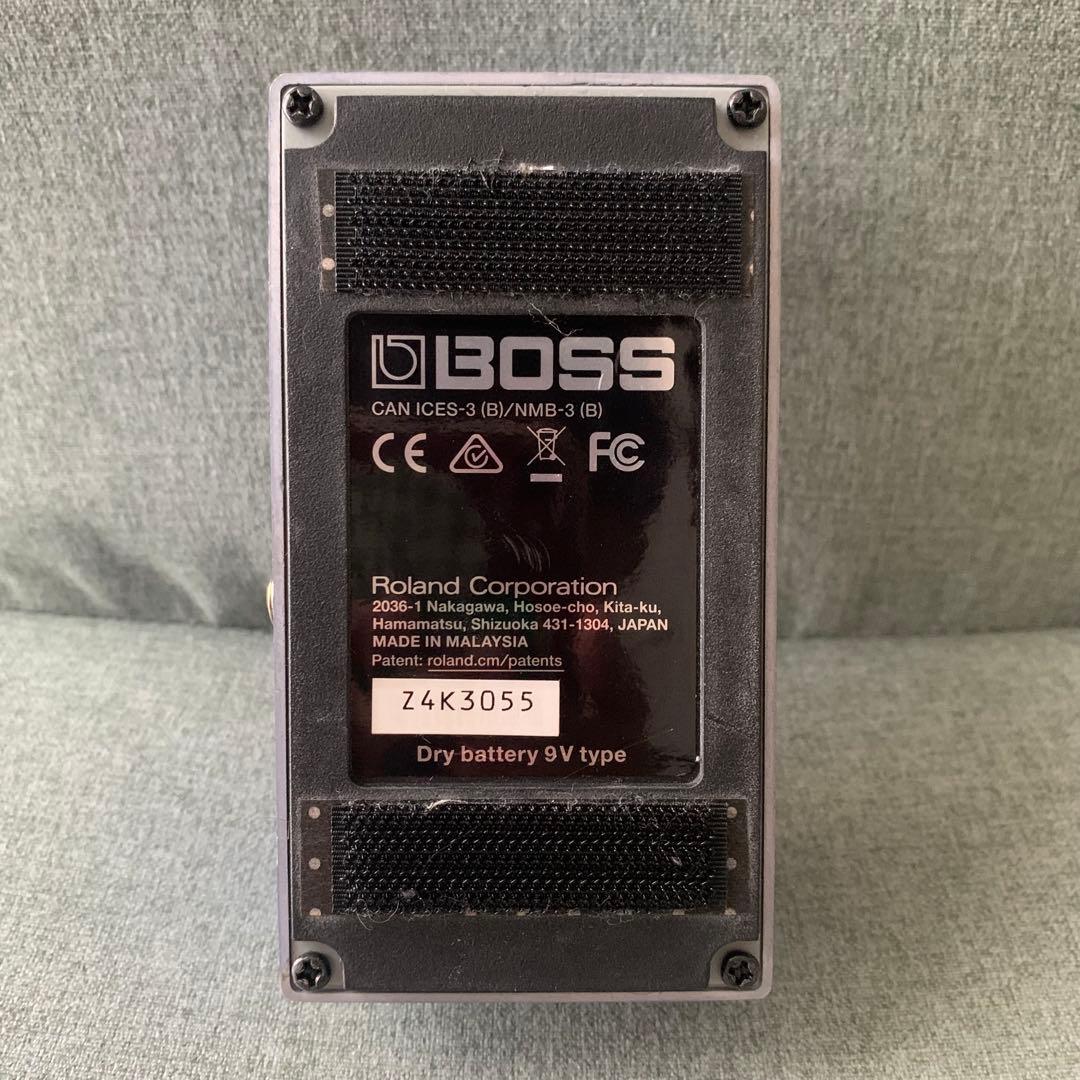 BOSS
CAN ICES-3 (B)/NMB-3 (B)
CE FC
Roland Corporation
2036-1 Nakagawa, Hosoe-cho, Kita-ku,
Hamamatsu, Shizuoka 431-1304, JAPAN
MADE IN MALAYSIA
Patent: roland.cm/patents
Z4K3055
Dry battery 9V type